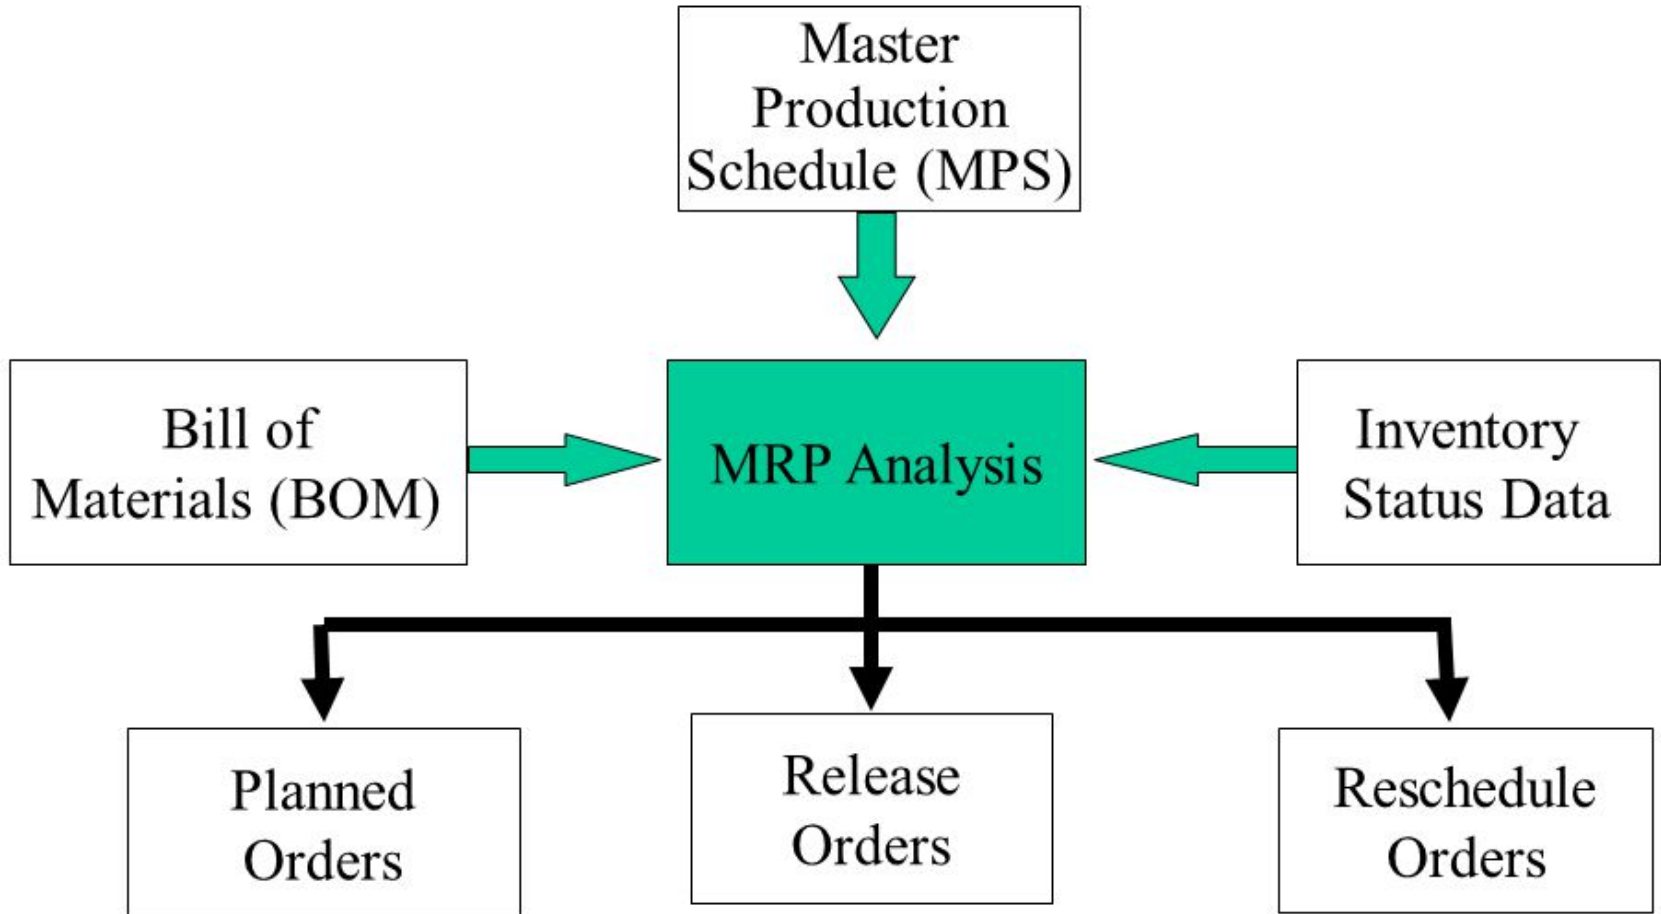 Master
Production
Schedule (MPS)
Bill of
Materials (BOM)
MRP Analysis
Inventory
Status Data
Planned
Orders
Release
Orders
Reschedule
Orders